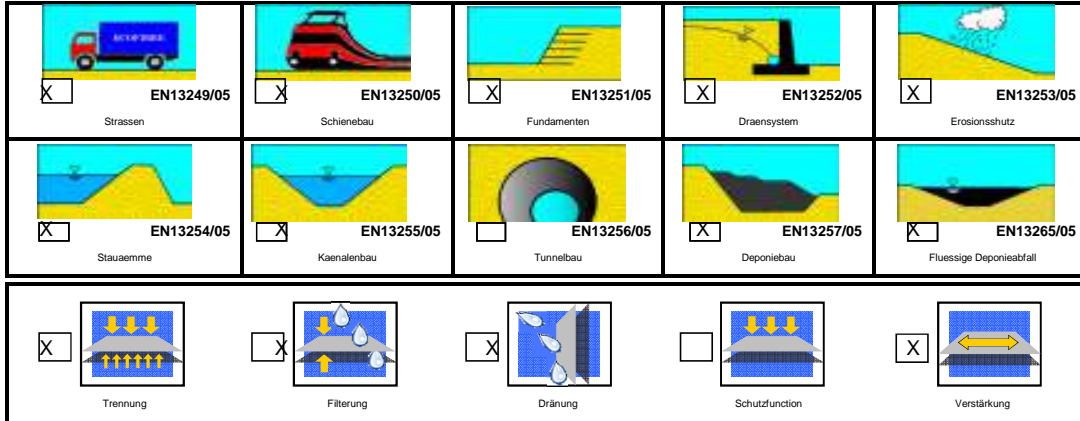 ECOFIBRE
X EN13249/05 X EN13250/05 X EN13251/05 X EN13252/05 X EN13253/05
Strassen Schienebau Fundamenten Draensystem Erosionsshutz
X EN13254/05 X EN13255/05 EN13256/05 X EN13257/05 X EN13265/05
Stauaemme Kaenalenbau Tunnelbau Deponiebau Fluessige Deponieabfall
X X X X
Trennung Filterung Dränung Schutzfunction Verstärkung